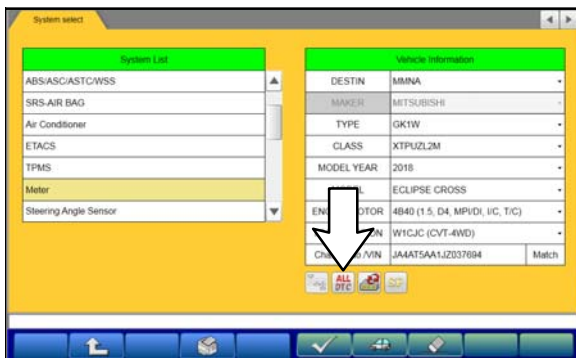 System select
System List
ABS/ASC/ASTC/WSS
SRS-AIR BAG
Air Conditioner
ETACS
TPMS
Meter
Steering Angle Sensor
Vehicle Information
DESTIN MMNA
MAKER MITSUBISHI
TYPE GK1W
CLASS XTPUZL2M
MODEL YEAR 2018
ECLIPSE CROSS
4B40 (1.5, D4, MPI/DI, I/C, T/C)
W1CJC (CVT-4WD)
/VIN JA4AT5AA1JZ037694 Match
ALL
DTC